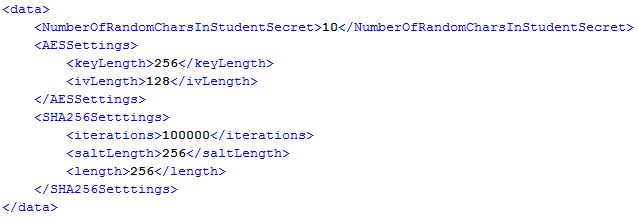 <data>
<NumberOfRandomCharsInStudentSecret>10</NumberOfRandomCharsInStudentSecret>
<AESSettings>
<keyLength>256</keyLength>
<ivLength>128</ivLength>
</AESSettings>
<SHA256Setttings>
<iterations>100000</iterations>
<saltLength>256</saltLength>
<length>256</length>
</SHA256Setttings>
</data>